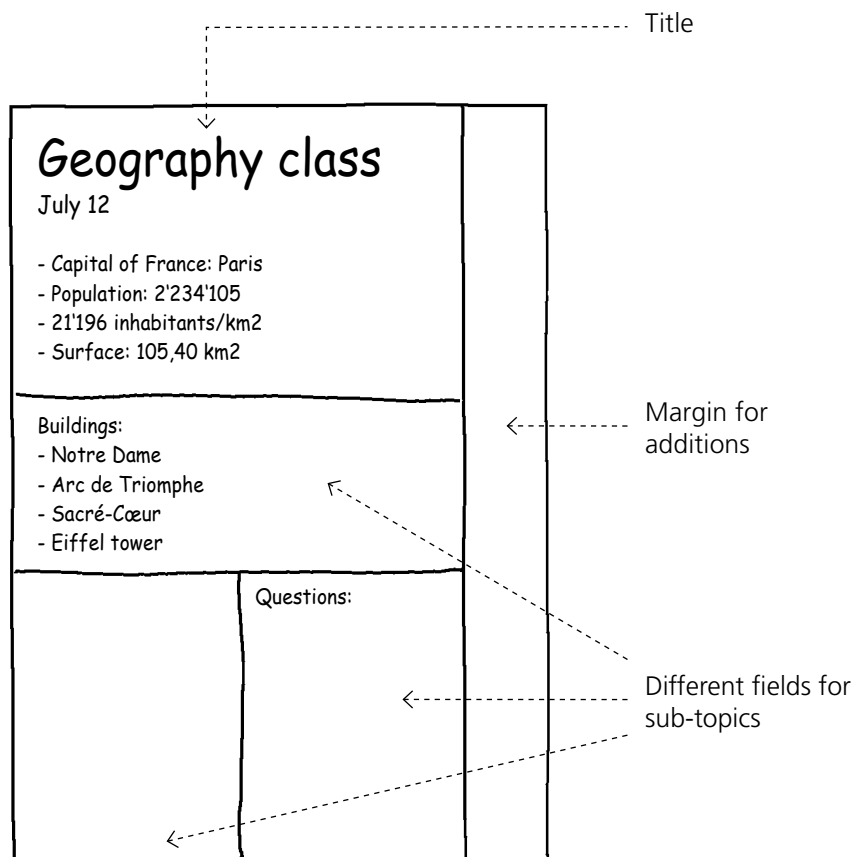 Title
Geography class
July 12
- Capital of France: Paris
- Population: 2'234'105
- 21'196 inhabitants/km2
- Surface: 105,40 km2
Buildings:
- Notre Dame
- Arc de Triomphe
- Sacré-Cœur
- Eiffel tower
Margin for
additions
Questions:
Different fields for
sub-topics